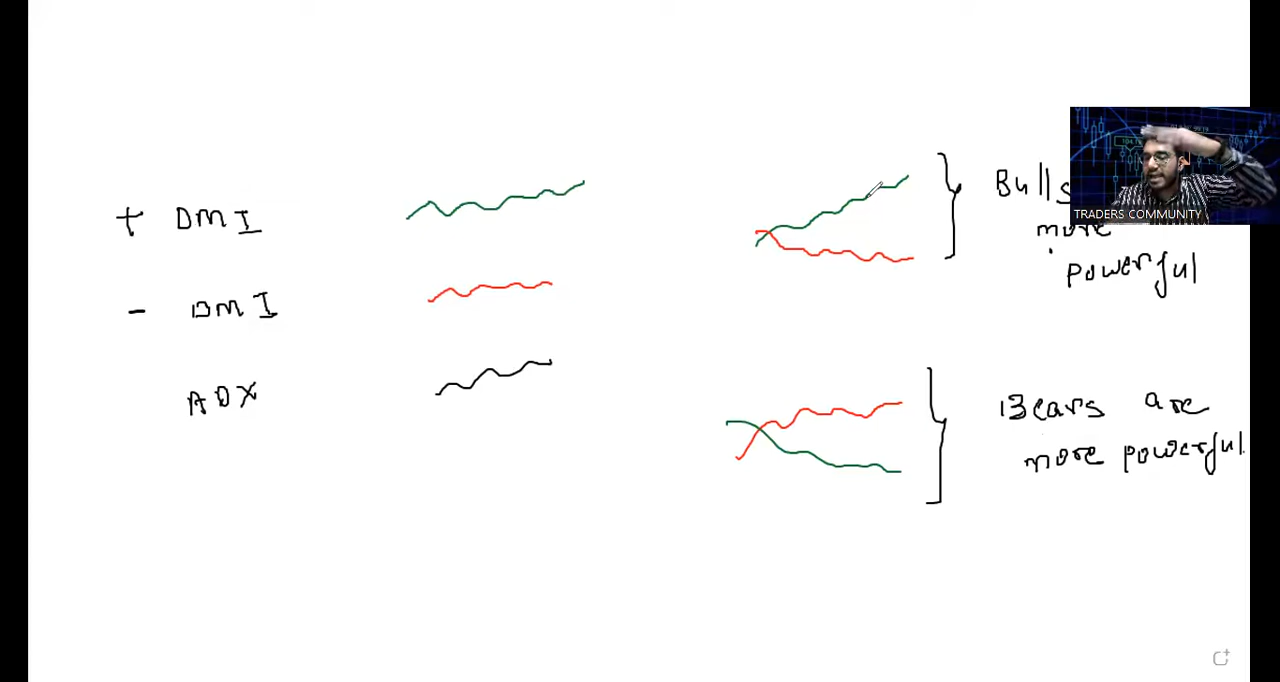 + DMI
- DMI
ADX
Bulls
more
powerful
Bears are
more powerful.
TRADERS COMMUNITY